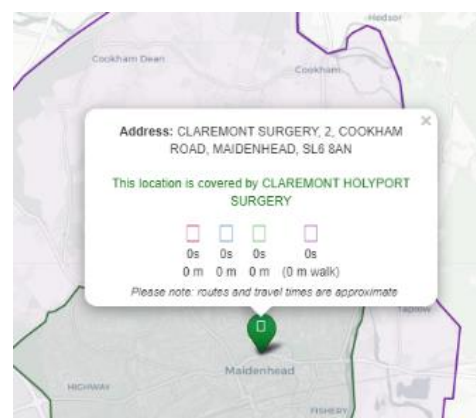 Hedsor
Cookham Dean
Cookham
×
Address: CLAREMONT SURGERY, 2, COOKHAM
ROAD, MAIDENHEAD, SL6 8AN
This location is covered by CLAREMONT HOLYPORT
SURGERY
0s 0s 0s 0s
0 m 0 m 0 m (0 m walk)
Please note: routes and travel times are approximate
Taplow
Maidenhead
HIGHWAY
FISHERY